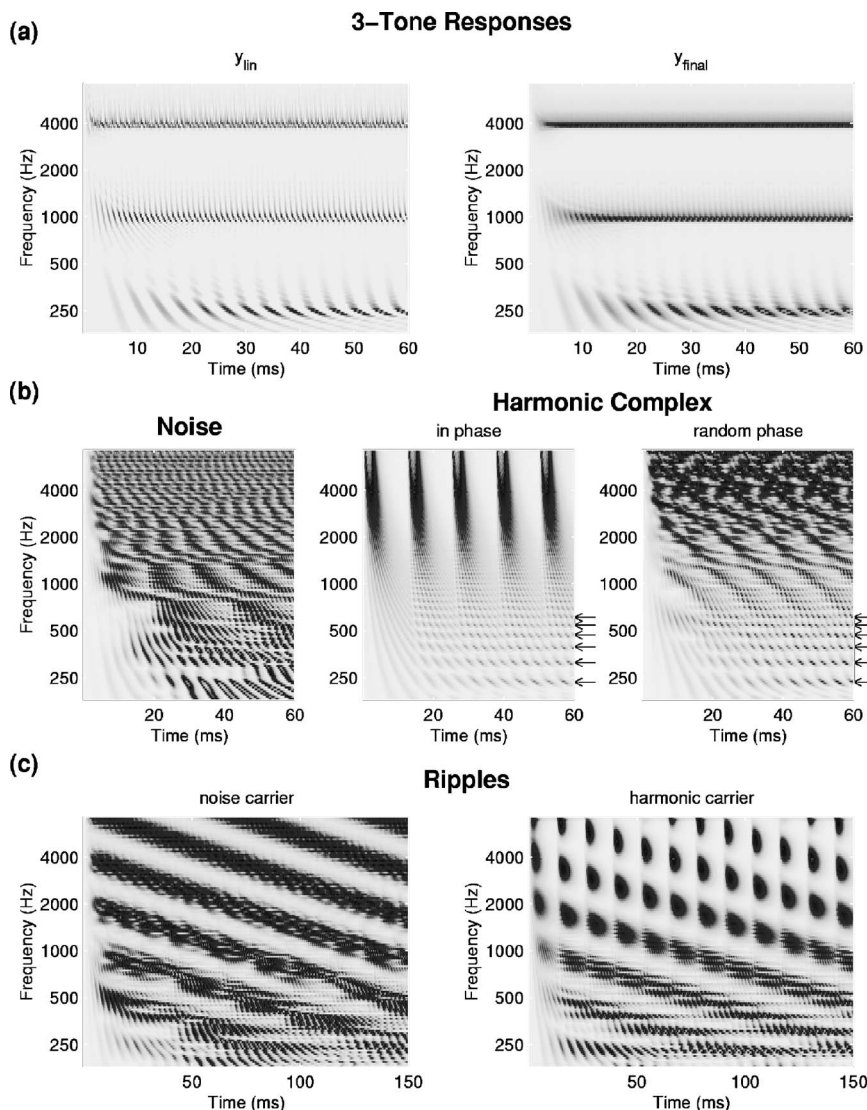 (a)
3−Tone Responses
y_lin
y_final
Frequency (Hz)
4000
2000
1000
500
250
10 20 30 40 50 60
Time (ms)
Frequency (Hz)
4000
2000
1000
500
250
10 20 30 40 50 60
Time (ms)
(b)
Noise
Harmonic Complex
in phase
random phase
Frequency (Hz)
4000
2000
1000
500
250
20 40 60
Time (ms)
4000
2000
1000
500
250
20 40 60
Time (ms)
4000
2000
1000
500
250
20 40 60
Time (ms)
(c)
Ripples
noise carrier
harmonic carrier
Frequency (Hz)
4000
2000
1000
500
250
50 100 150
Time (ms)
Frequency (Hz)
4000
2000
1000
500
250
50 100 150
Time (ms)